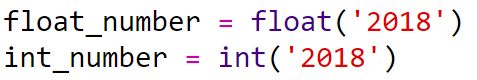 float_number = float('2018')
int_number = int('2018')